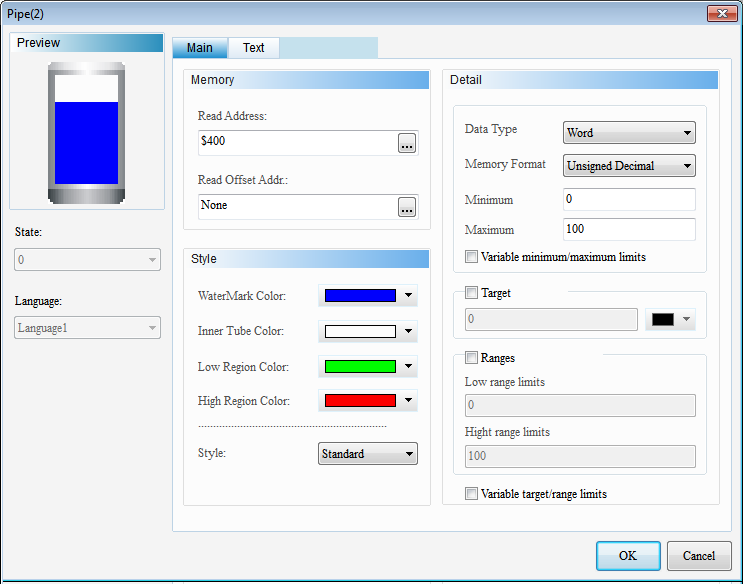 Pipe(2)
Preview
State:
0
Language:
Language1
Main
Text
Memory
Read Address:
$400
...
Read Offset Addr.:
None
...
Style
WaterMark Color:
Inner Tube Color:
Low Region Color:
High Region Color:
Style:
Standard
Detail
Data Type
Word
Memory Format
Unsigned Decimal
Minimum
0
Maximum
100
Variable minimum/maximum limits
Target
0
Ranges
Low range limits
0
Hight range limits
100
Variable target/range limits
OK
Cancel